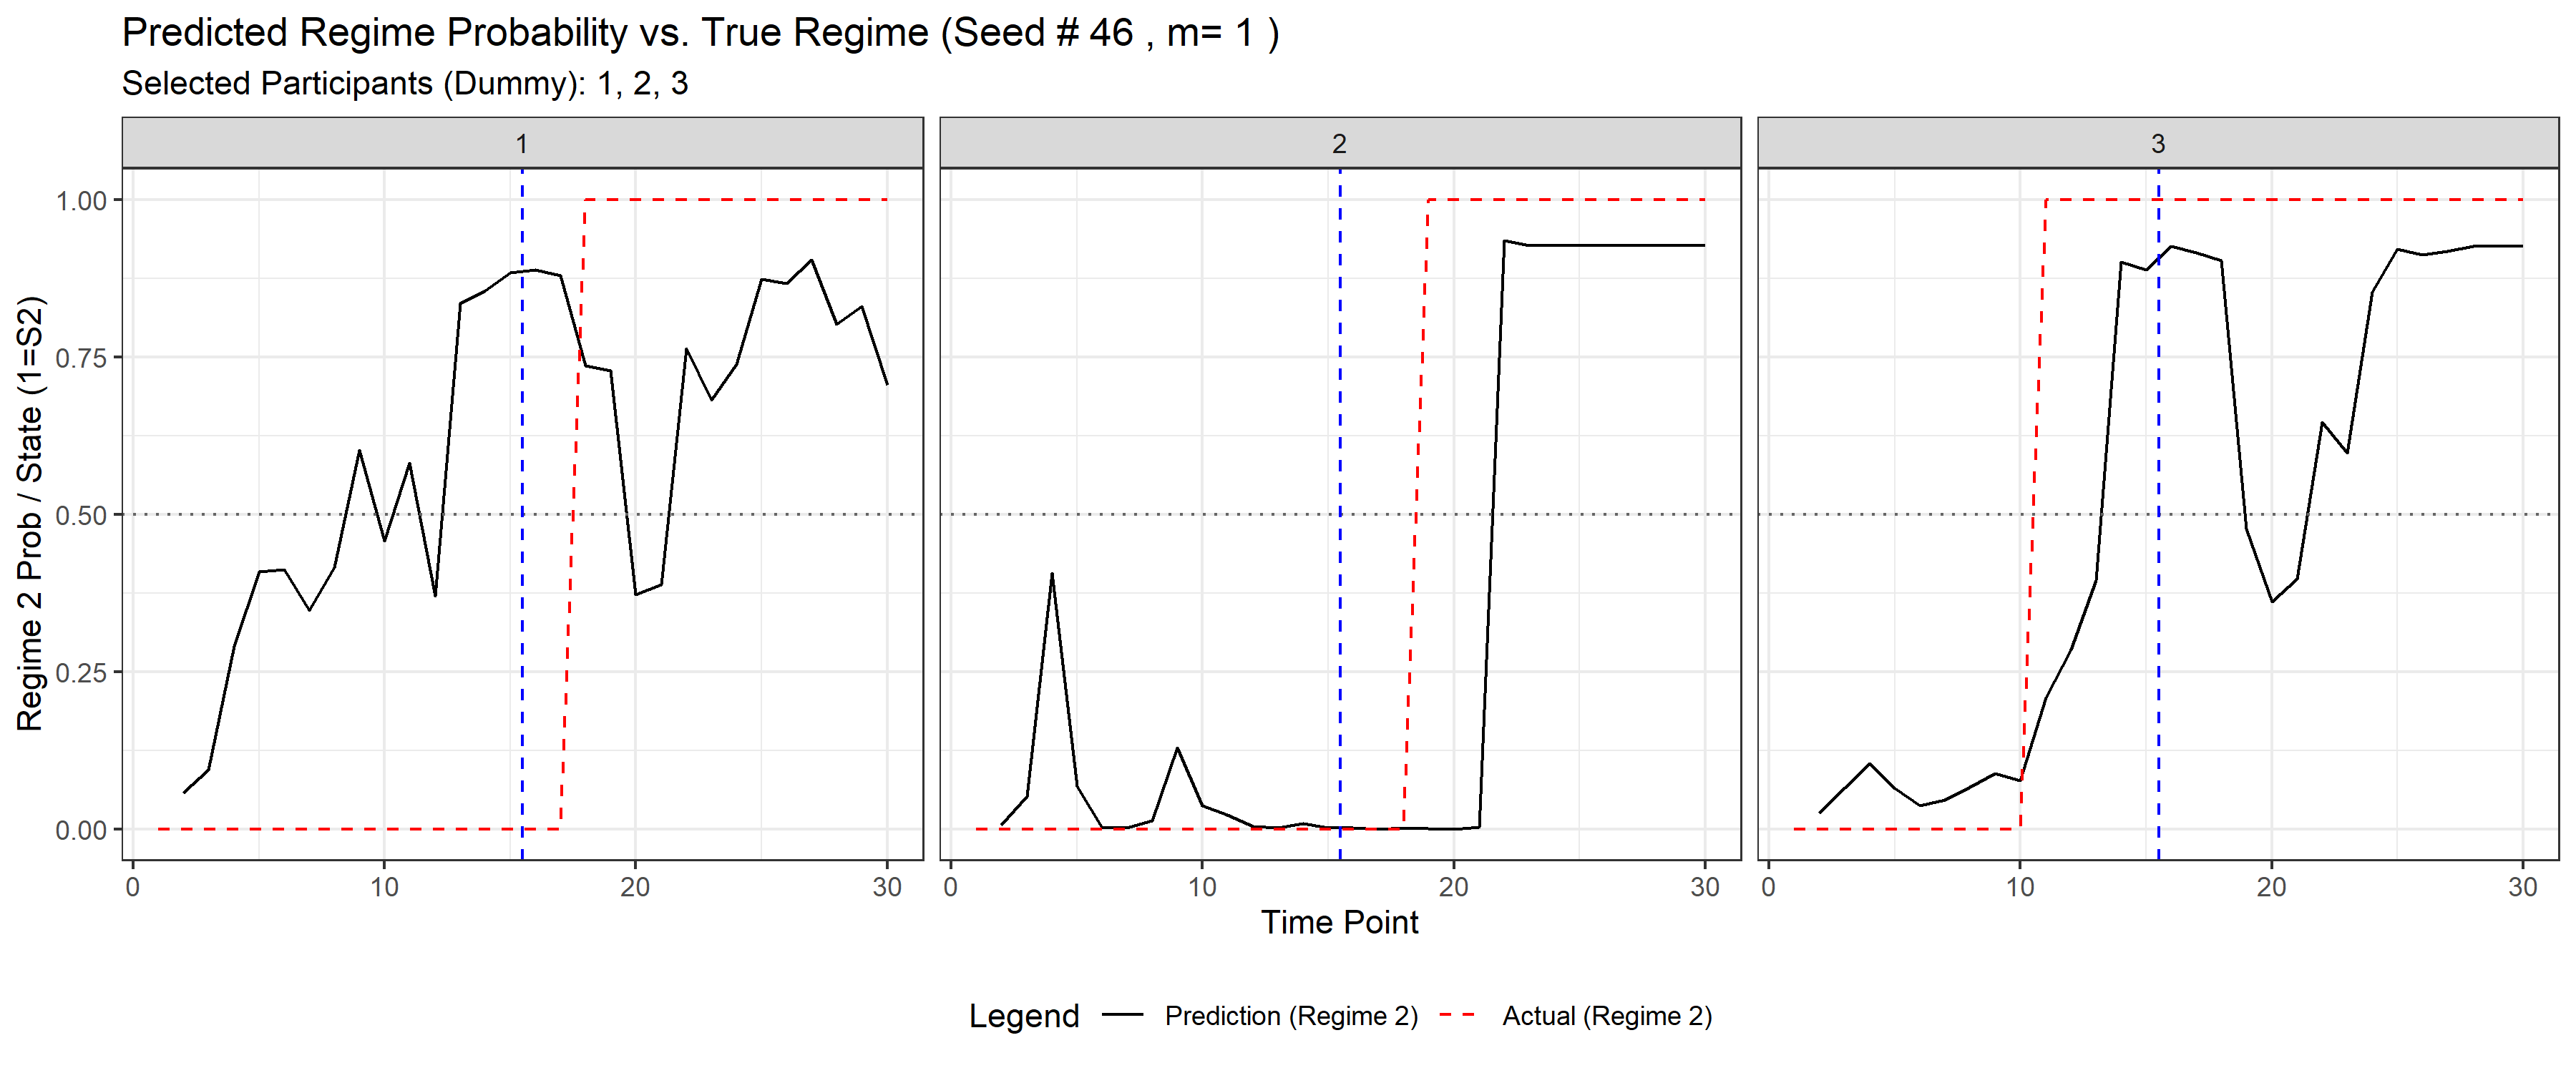 Predicted Regime Probability vs. True Regime (Seed # 46 , m= 1 )
Selected Participants (Dummy): 1, 2, 3
1 2 3
Regime 2 Prob / State (1=S2)
1.00
0.75
0.50
0.25
0.00
0 10 20 30 0 10 20 30 0 10 20 30
Time Point
Legend Prediction (Regime 2) Actual (Regime 2)